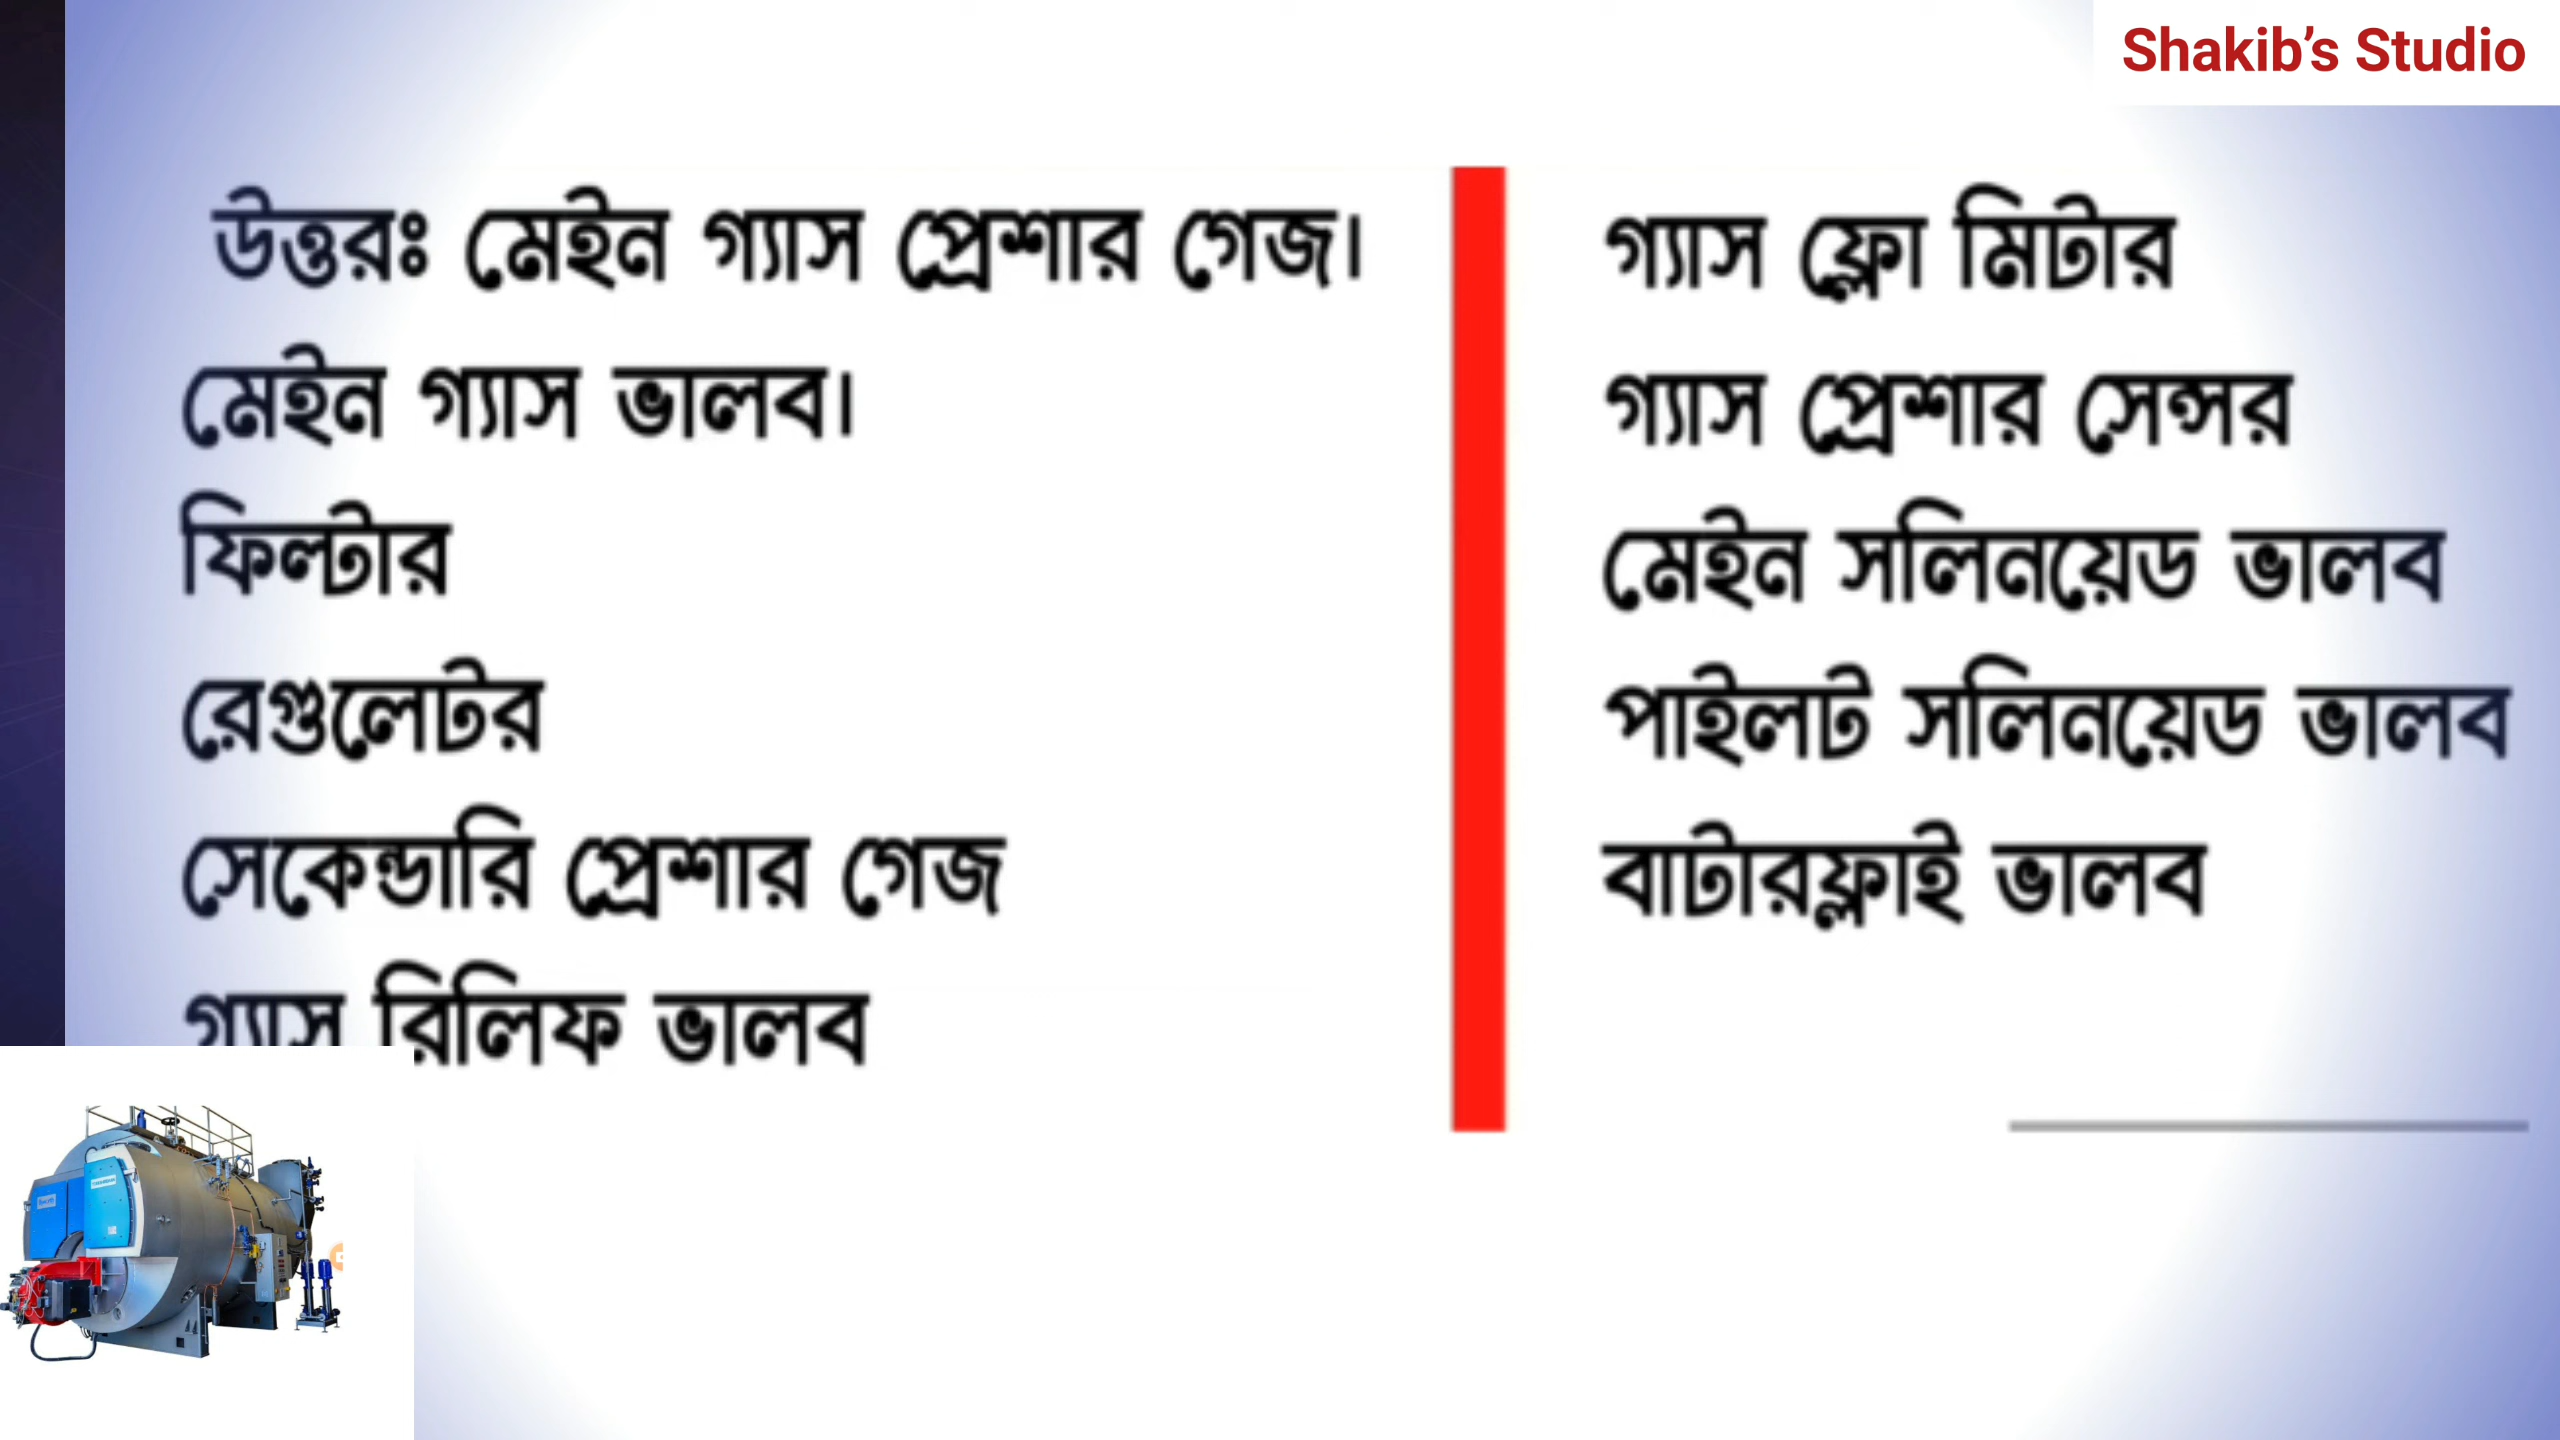 Shakib’s Studio
উত্তরঃ মেইন গ্যাস প্রেশার গেজ।
মেইন গ্যাস ভালব।
ফিল্টার
রেগুলেটর
সেকেন্ডারি প্রেশার গেজ
গ্যাস রিলিফ ভালব
গ্যাস ফ্লো মিটার
গ্যাস প্রেশার সেন্সর
মেইন সলিনয়েড ভালব
পাইলট সলিনয়েড ভালব
বাটারফ্লাই ভালব